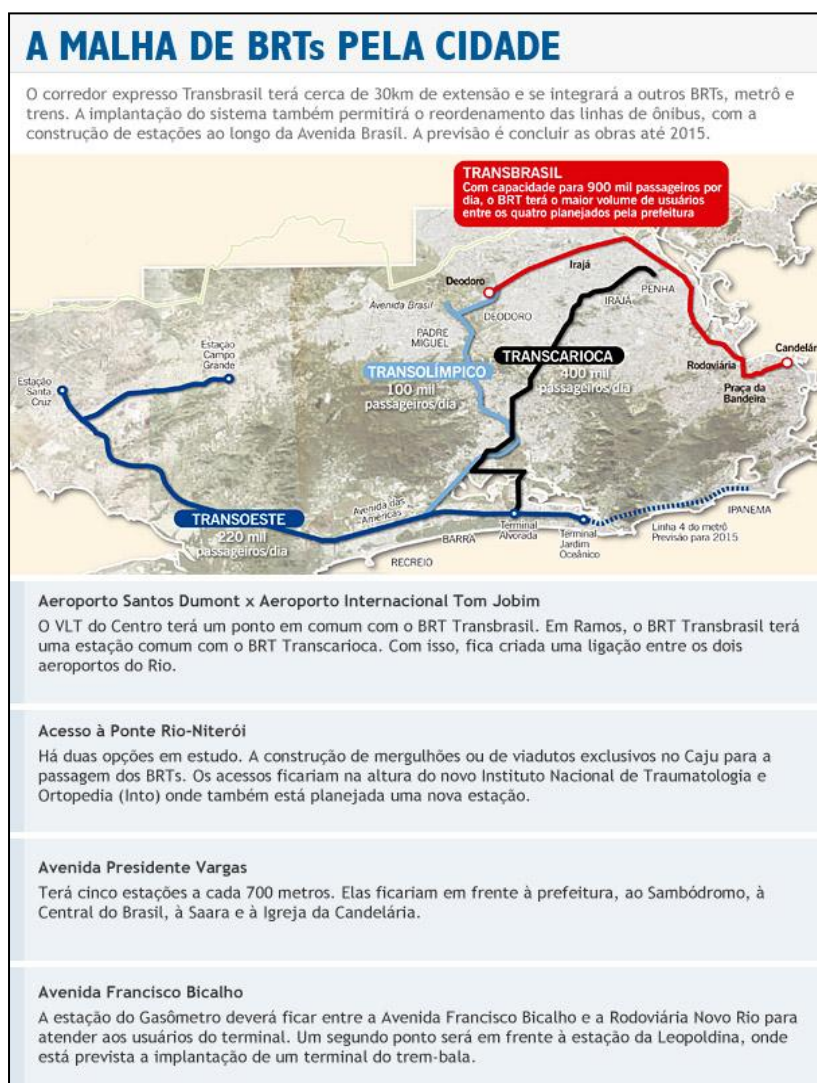 A MALHA DE BRTs PELA CIDADE
O corredor expresso Transbrasil terá cerca de 30km de extensão e se integrará a outros BRTs, metrô e
trens. A implantação do sistema também permitirá o reordenamento das linhas de ônibus, com a
construção de estações ao longo da Avenida Brasil. A previsão é concluir as obras até 2015.
TRANSBRASIL
Com capacidade para 900 mil passageiros por
dia, o BRT terá o maior volume de usuários
entre os quatro planejados pela prefeitura
Deodoro
Irajá
PENHA
IRAJÁ
Avenida Brasil
DEODORO
PADRE
MIGUEL
TRANSCARIOCA
400 mil
passageiros/dia
Candelár
Rodoviária
Praça da
Bandeira
Estação
Campo
Grande
TRANSOLÍMPICO
100 mil
passageiros/dia
Estação
Santa
Cruz
Avenida das
Américas
TRANSOESTE
220 mil
passageiros/dia
BARRA
Terminal
Alvorada
Terminal
Jardim
Oceânico
Linha 4 do metrô
Previsão para 2015
IPANEMA
RECREIO
Aeroporto Santos Dumont x Aeroporto Internacional Tom Jobim
O VLT do Centro terá um ponto em comum com o BRT Transbrasil. Em Ramos, o BRT Transbrasil terá
uma estação comum com o BRT Transcarioca. Com isso, fica criada uma ligação entre os dois
aeroportos do Rio.
Acesso à Ponte Rio-Niterói
Há duas opções em estudo. A construção de mergulhões ou de viadutos exclusivos no Caju para a
passagem dos BRTs. Os acessos ficariam na altura do novo Instituto Nacional de Traumatologia e
Ortopedia (Into) onde também está planejada uma nova estação.
Avenida Presidente Vargas
Terá cinco estações a cada 700 metros. Elas ficariam em frente à prefeitura, ao Sambódromo, à
Central do Brasil, à Saara e à Igreja da Candelária.
Avenida Francisco Bicalho
A estação do Gasômetro deverá ficar entre a Avenida Francisco Bicalho e a Rodoviária Novo Rio para
atender aos usuários do terminal. Um segundo ponto será em frente à estação da Leopoldina, onde
está prevista a implantação de um terminal do trem-bala.